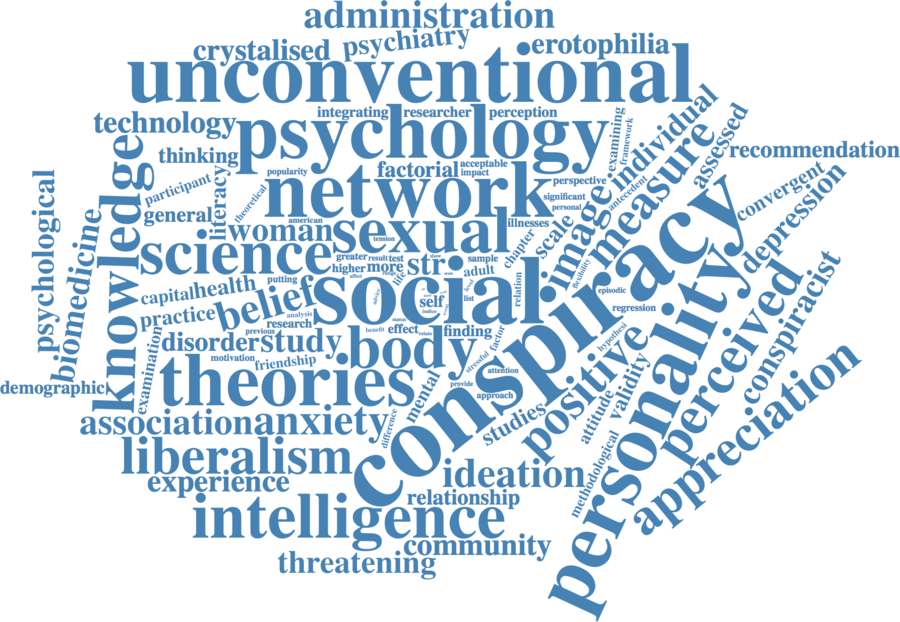 administration
crystalised
psychiatry
erotophilia
unconventional
integrating
researcher
perception
technology
psychology
examining
framework
individual
assessed
recommendation
thinking
factorial
acceptable
impact
popularity
participant
literacy
theoretical
network
perspective
significant
personal
antecedent
image
measure
convergent
depression
psychological
biomedicine
knowledge
general
american
woman
sexual
tension
illnesses
scale
chapter
science
greater
result
test
higher
more
str
sample
adult
life
flexibility
conspiracy
capital
health
putting
belief
social
self
list
relation
episodic
regression
practice
analysis
research
previous
status
benefit
effect
finding
factor
hypothesi
personality
perceived
conspiracist
examination
disorder
study
motivation
friendship
body
stressful
attention
demographic
theories
mental
provide
approach
positive
attitude
validity
association
anxiety
difference
studies
appreciation
liberalism
experience
ideation
methodological
intelligence
relationship
community
threatening